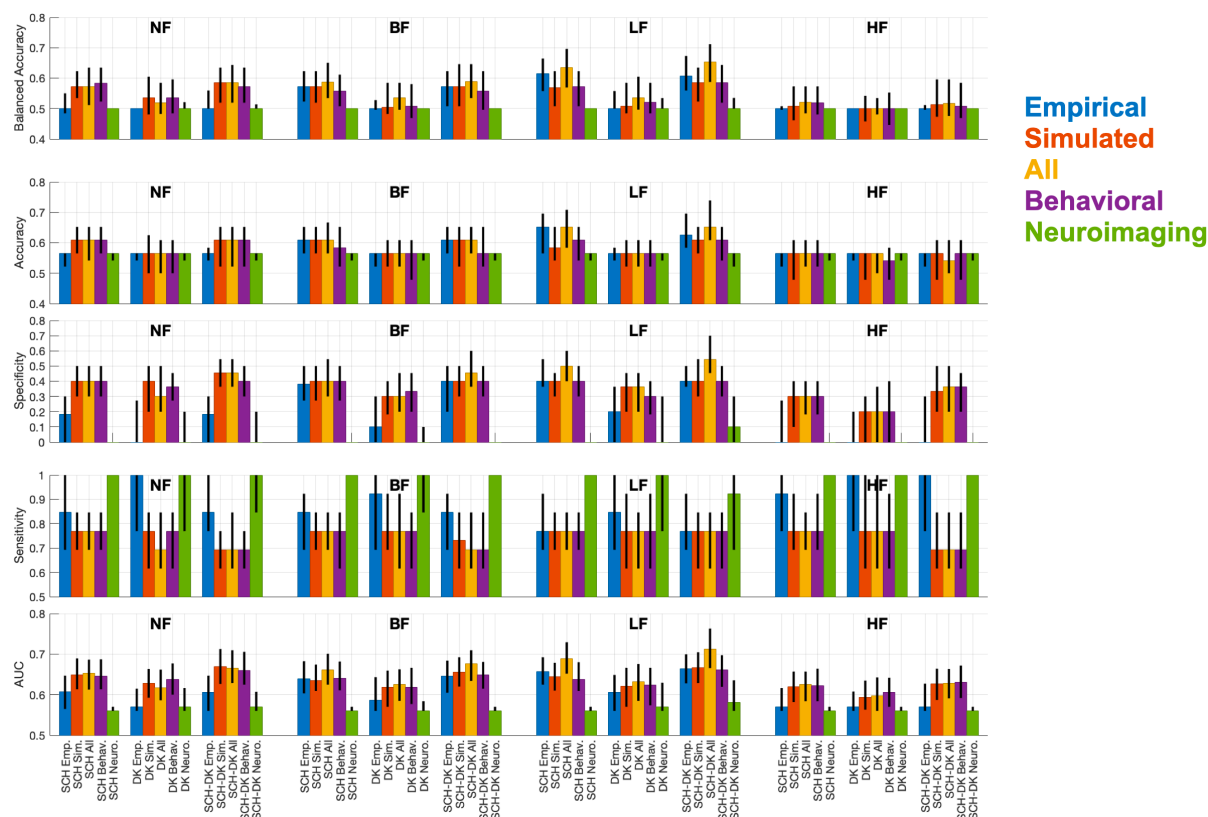 0.8
NF
BF
LF
HF
0.7
0.6
0.5
0.4
Balanced Accuracy
Empirical
Simulated
All
Behavioral
Neuroimaging
0.8
NF
BF
LF
HF
0.7
0.6
0.5
0.4
Accuracy
0.8
NF
BF
LF
HF
0.7
0.6
0.5
0.4
0.3
0.2
0.1
0
Specificity
1
NF
BF
LF
HF
0.9
0.8
0.7
0.6
0.5
Sensitivity
0.8
NF
BF
LF
HF
0.7
0.6
0.5
AUC
SCH Emp.
SCH Sim.
SCH All
SCH Behav.
SCH Neuro.
DK Emp.
DK Sim.
DK All
DK Behav.
DK Neuro.
SCH-DK Emp.
SCH-DK Sim.
SCH-DK All
SCH-DK Behav.
SCH-DK Neuro.
SCH Emp.
SCH Sim.
SCH All
SCH Behav.
SCH Neuro.
DK Emp.
DK Sim.
DK All
DK Behav.
DK Neuro.
SCH-DK Emp.
SCH-DK Sim.
SCH-DK All
SCH-DK Behav.
SCH-DK Neuro.
SCH Emp.
SCH Sim.
SCH All
SCH Behav.
SCH Neuro.
DK Emp.
DK Sim.
DK All
DK Behav.
DK Neuro.
SCH-DK Emp.
SCH-DK Sim.
SCH-DK All
SCH-DK Behav.
SCH-DK Neuro.
SCH Emp.
SCH Sim.
SCH All
SCH Behav.
SCH Neuro.
DK Emp.
DK Sim.
DK All
DK Behav.
DK Neuro.
SCH-DK Emp.
SCH-DK Sim.
SCH-DK All
SCH-DK Behav.
SCH-DK Neuro.